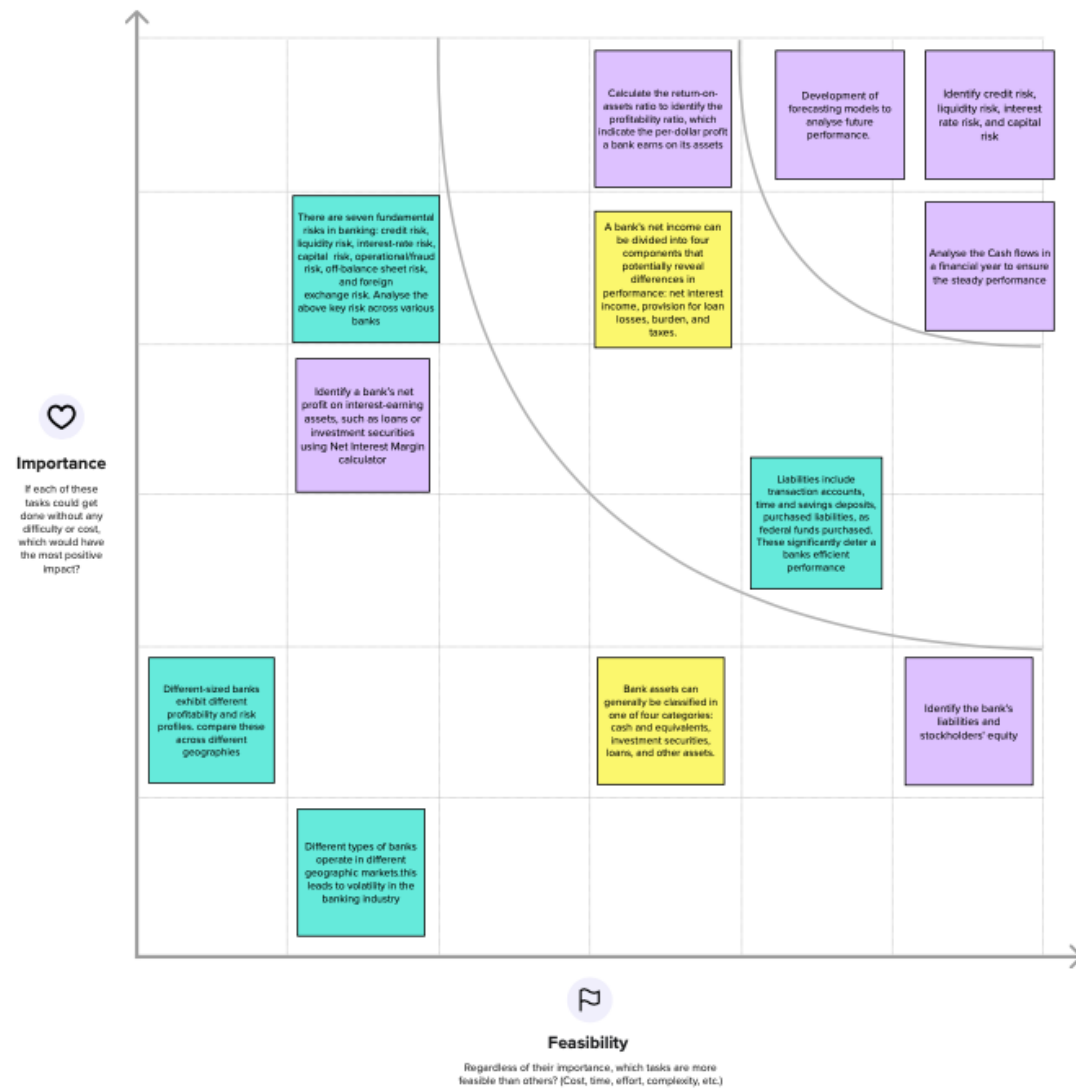 Calculate the return-on-
assets ratio to identify the
profitability ratio, which
indicate the per-dollar profit
a bank earns on its assets
Development of
forecasting models to
analyse future
performance.
Identify credit risk,
liquidity risk, interest
rate risk, and capital
risk
There are seven fundamental
risks in banking: credit risk,
liquidity risk, interest-rate risk,
capital risk, operational/fraud
risk, off-balance sheet risk,
and foreign
exchange risk. Analyse the
above key risk across various
banks
A bank's net income can
be divided into four
components that
potentially reveal
differences in
performance: net interest
income, provision for loan
losses, burden, and
taxes.
Analyse the Cash flows in
a financial year to ensure
the steady performance
Identify a bank's net
profit on interest-earning
assets, such as loans or
investment securities
using Net Interest Margin
calculator
Importance
If each of these
tasks could get
done without any
difficulty or cost,
which would have
the most positive
impact?
Liabilities include
transaction accounts,
time and savings deposits,
purchased liabilities, as
federal funds purchased.
These significantly deter a
banks efficient
performance
Different-sized banks
exhibit different
profitability and risk
profiles. compare these
across different
geographies
Bank assets can
generally be classified in
one of four categories:
cash and equivalents,
investment securities,
loans, and other assets.
Identify the bank's
liabilities and
stockholders' equity
Different types of banks
operate in different
geographic markets.this
leads to volatility in the
banking industry
Feasibility
Regardless of their importance, which tasks are more
feasible than others? (Cost, time, effort, complexity, etc.)